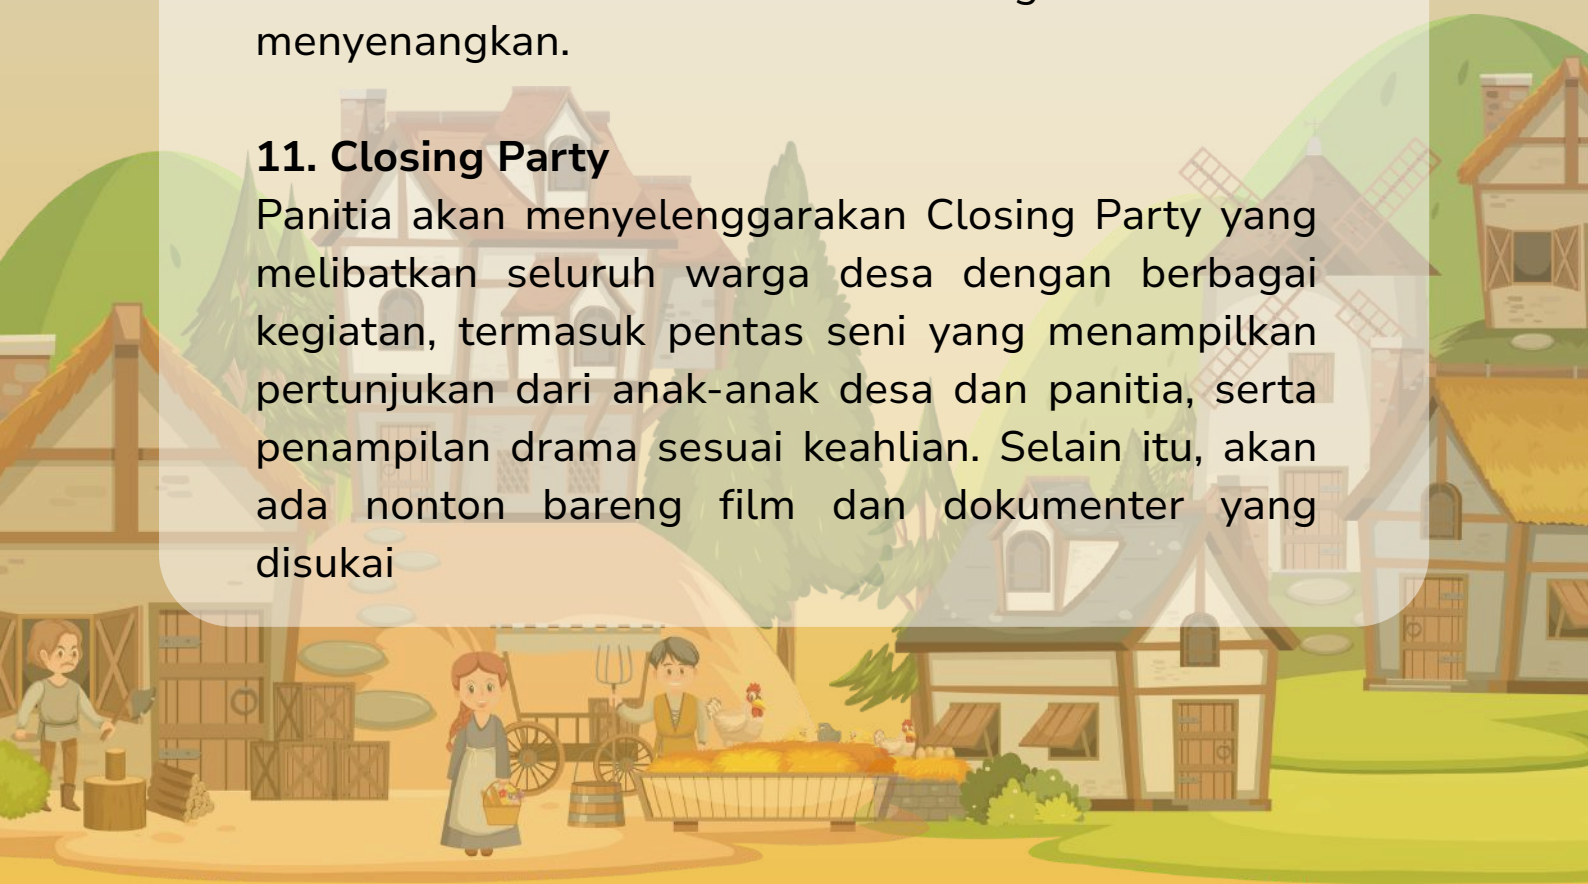 menyenangkan.
11. Closing Party
Panitia akan menyelenggarakan Closing Party yang
melibatkan seluruh warga desa dengan berbagai
kegiatan, termasuk pentas seni yang menampilkan
pertunjukan dari anak-anak desa dan panitia, serta
penampilan drama sesuai keahlian. Selain itu, akan
ada nonton bareng film dan dokumenter yang
disukai